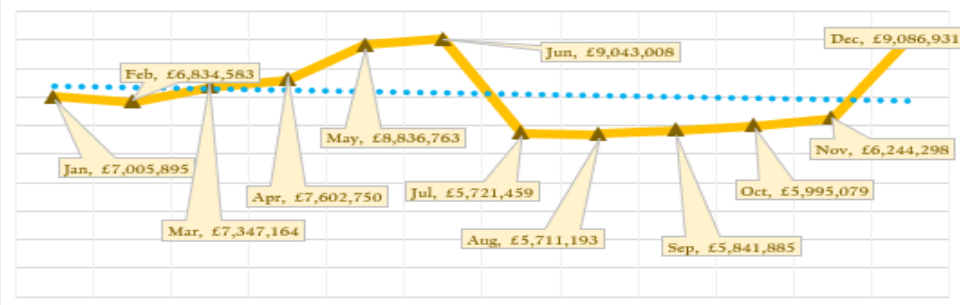 Jan, £7,005,895
Feb, £6,834,583
Mar, £7,347,164
Apr, £7,602,750
May, £8,836,763
Jun, £9,043,008
Jul, £5,721,459
Aug, £5,711,193
Sep, £5,841,885
Oct, £5,995,079
Nov, £6,244,298
Dec, £9,086,931